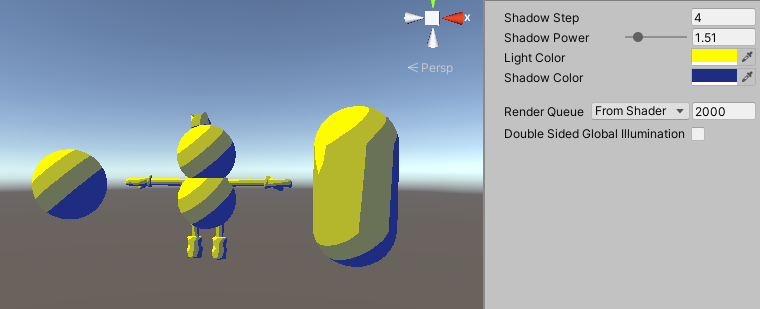 x
Persp
Shadow Step 4
Shadow Power 1.51
Light Color
Shadow Color
Render Queue From Shader 2000
Double Sided Global Illumination